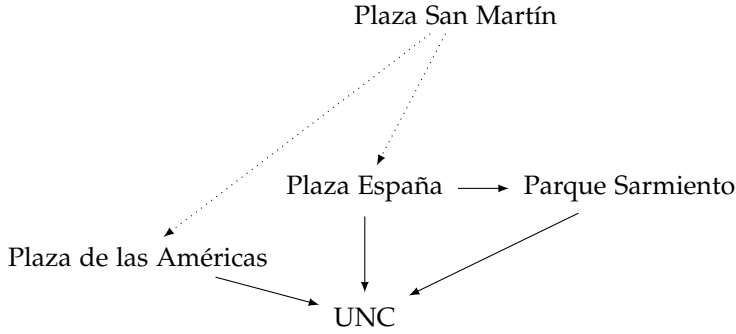 Plaza San Martín
Plaza España
Parque Sarmiento
Plaza de las Américas
UNC